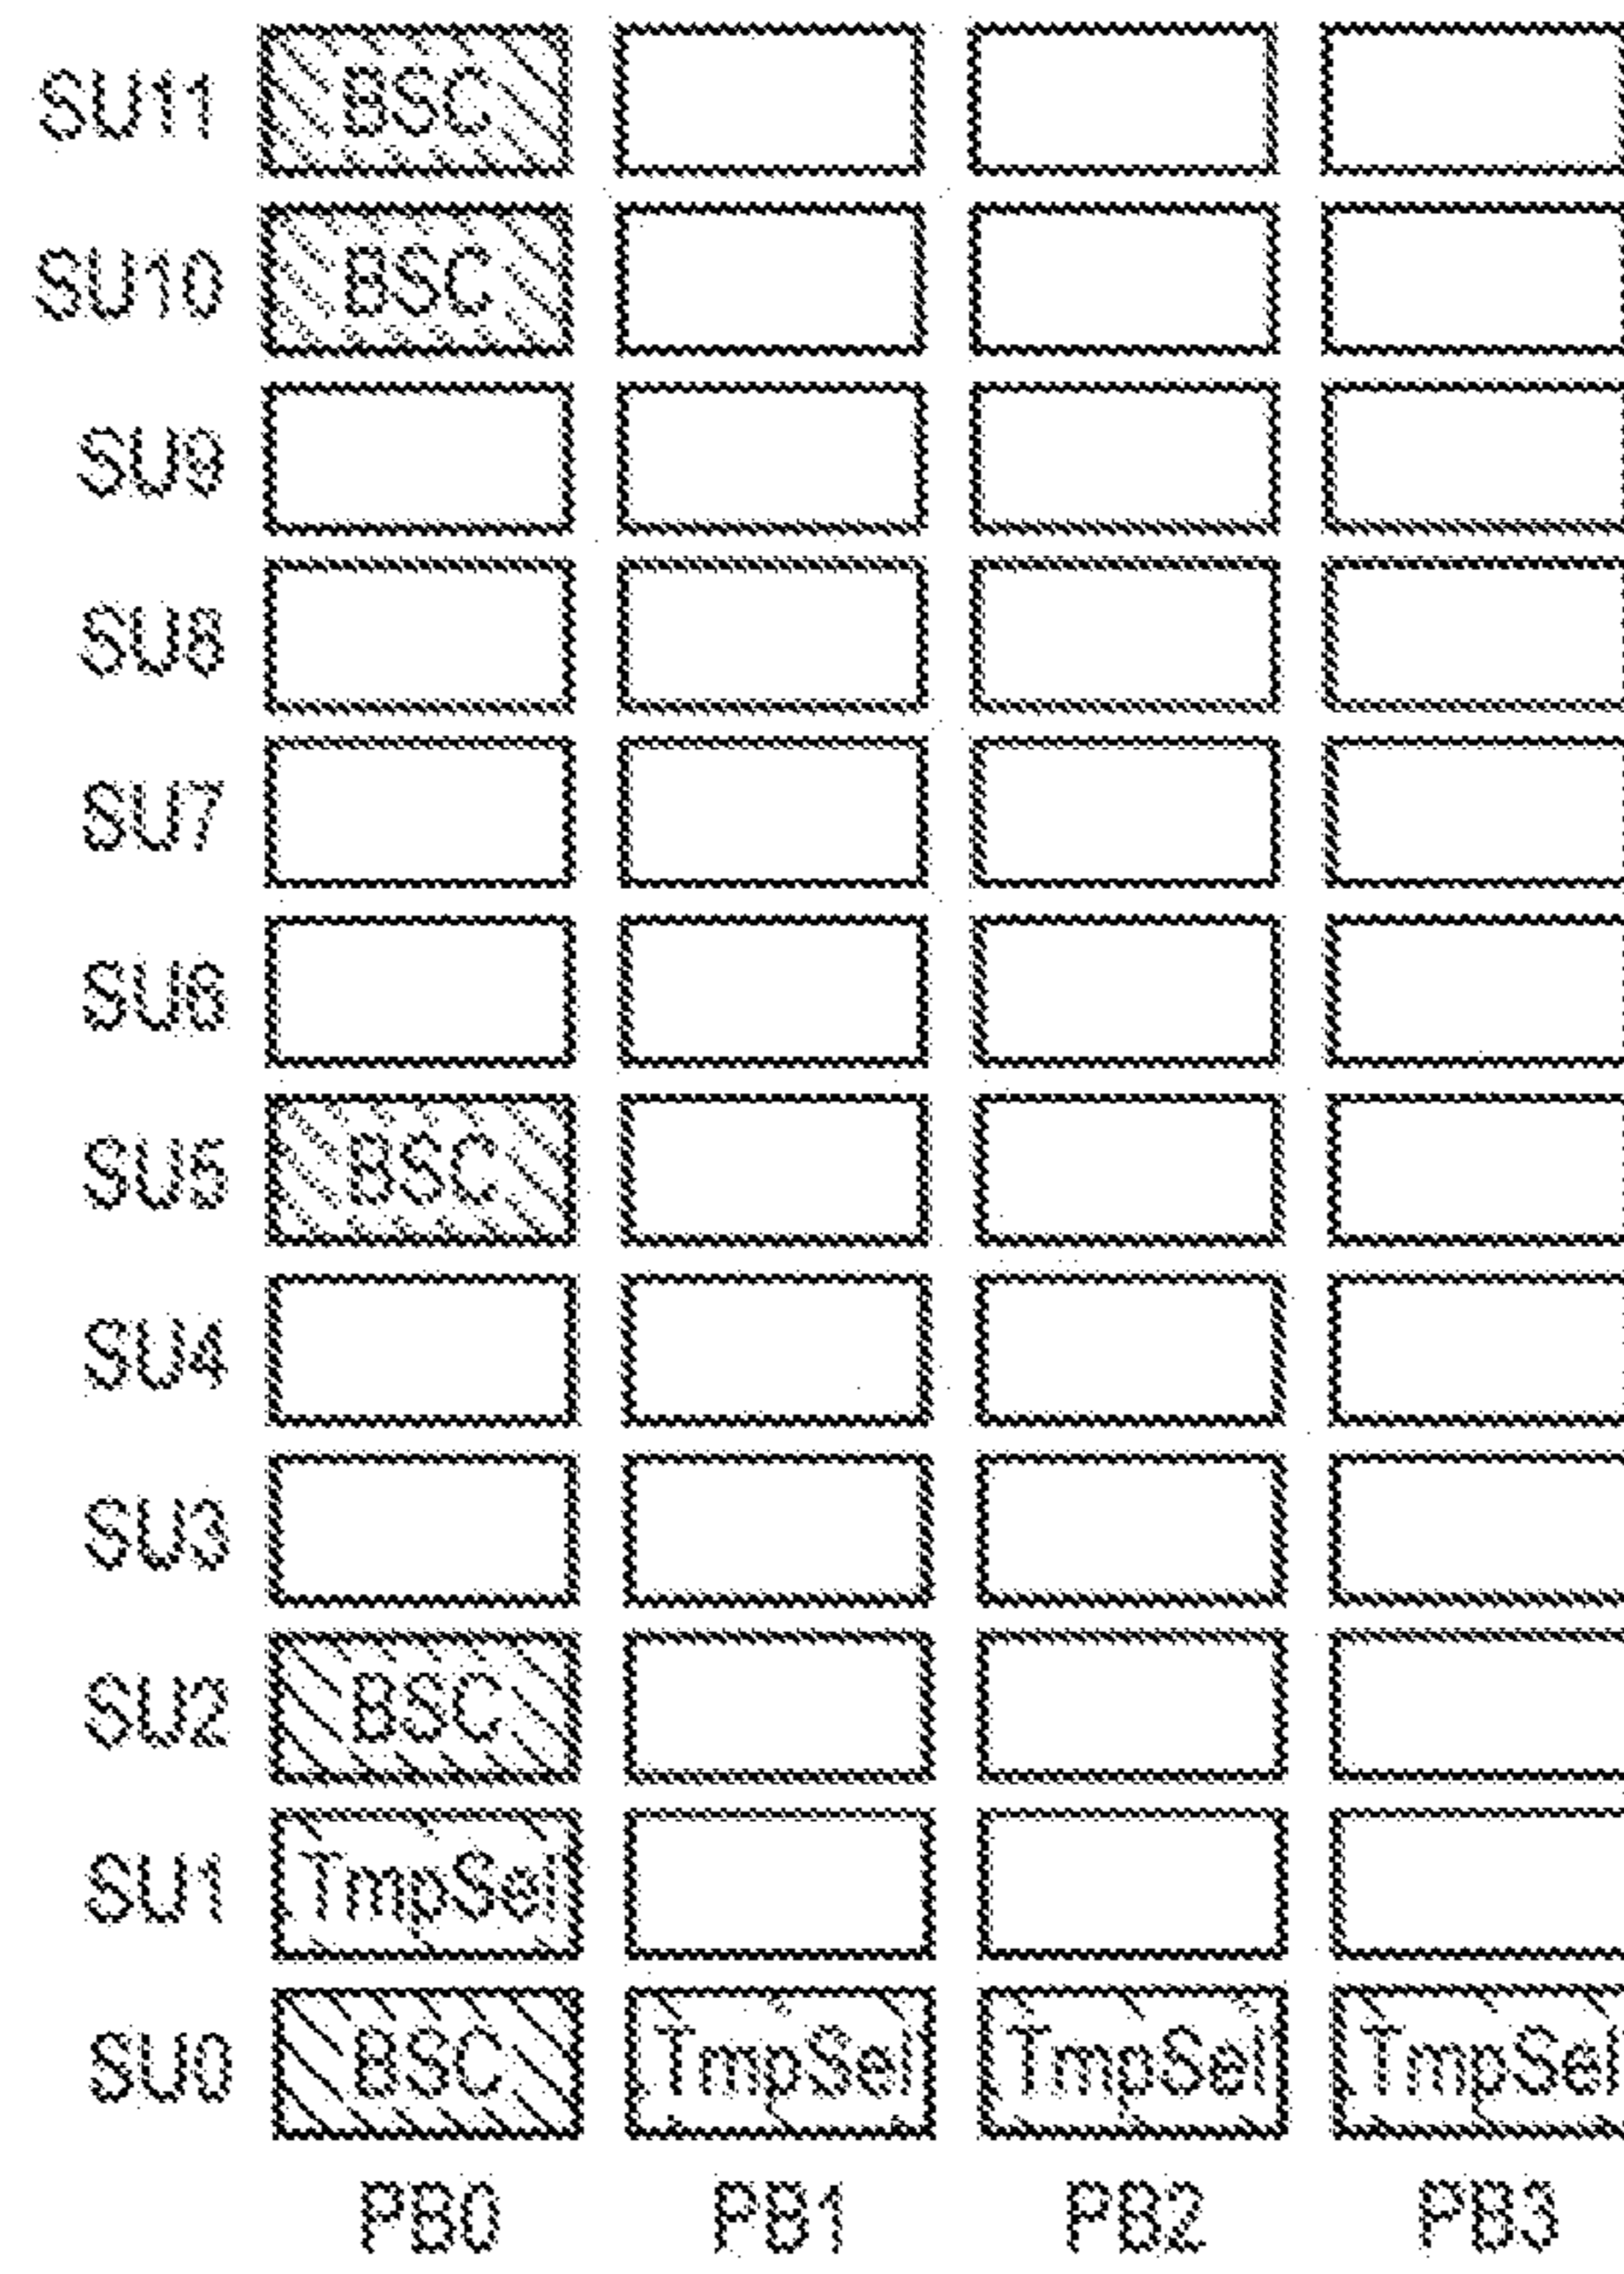 SU11 BSC
SU10 BSC
SU9
SU8
SU7
SU6
SU5 BSC
SU4
SU3
SU2 BSC
SU1 TmpSel
SU0 BSC TmpSel TmpSel TmpSel
PB0 PB1 PB2 PB3